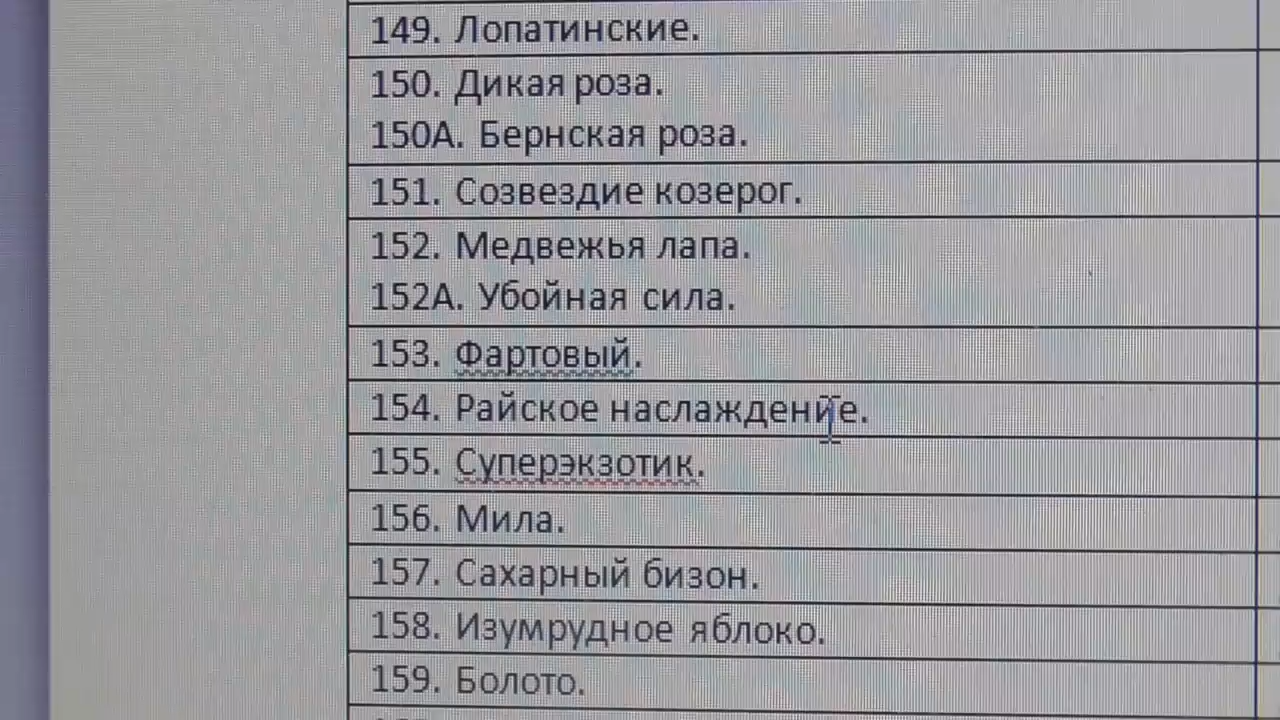 149. Лопатинские.
150. Дикая роза.
150А. Бернская роза.
151. Созвездие козерог.
152. Медвежья лапа.
152А. Убойная сила.
153. Фартовый.
154. Райское наслаждение.
155. Суперэкзотик.
156. Мила.
157. Сахарный бизон.
158. Изумрудное яблоко.
159. Болото.